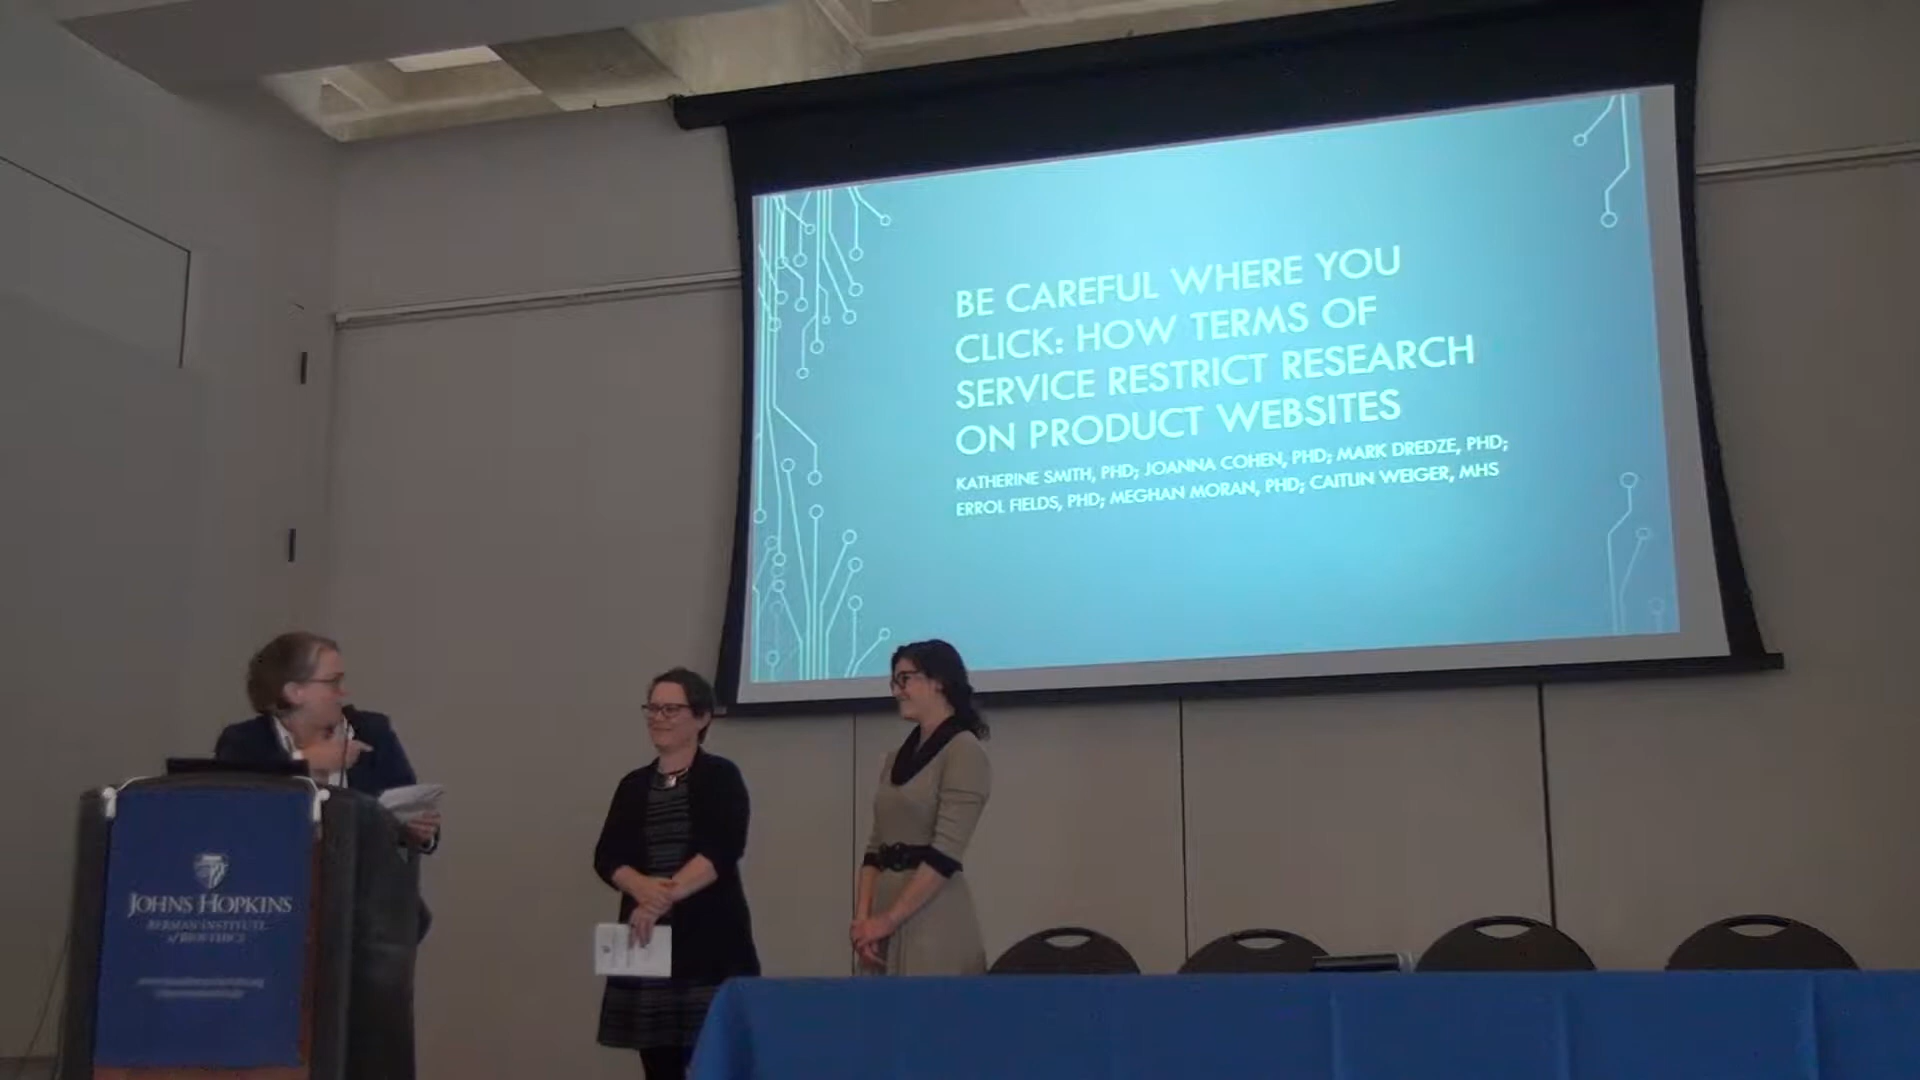 BE CAREFUL WHERE YOU
CLICK: HOW TERMS OF
SERVICE RESTRICT RESEARCH
ON PRODUCT WEBSITES
KATHERINE SMITH, PHD; JOANNA COHEN, PHD; MARK DREDZE, PHD;
ERROL FIELDS, PHD; MEGHAN MORAN, PHD; CAITLIN WEIGER, MHS
JOHNS HOPKINS
BERMAN INSTITUTE
of BIOETHICS